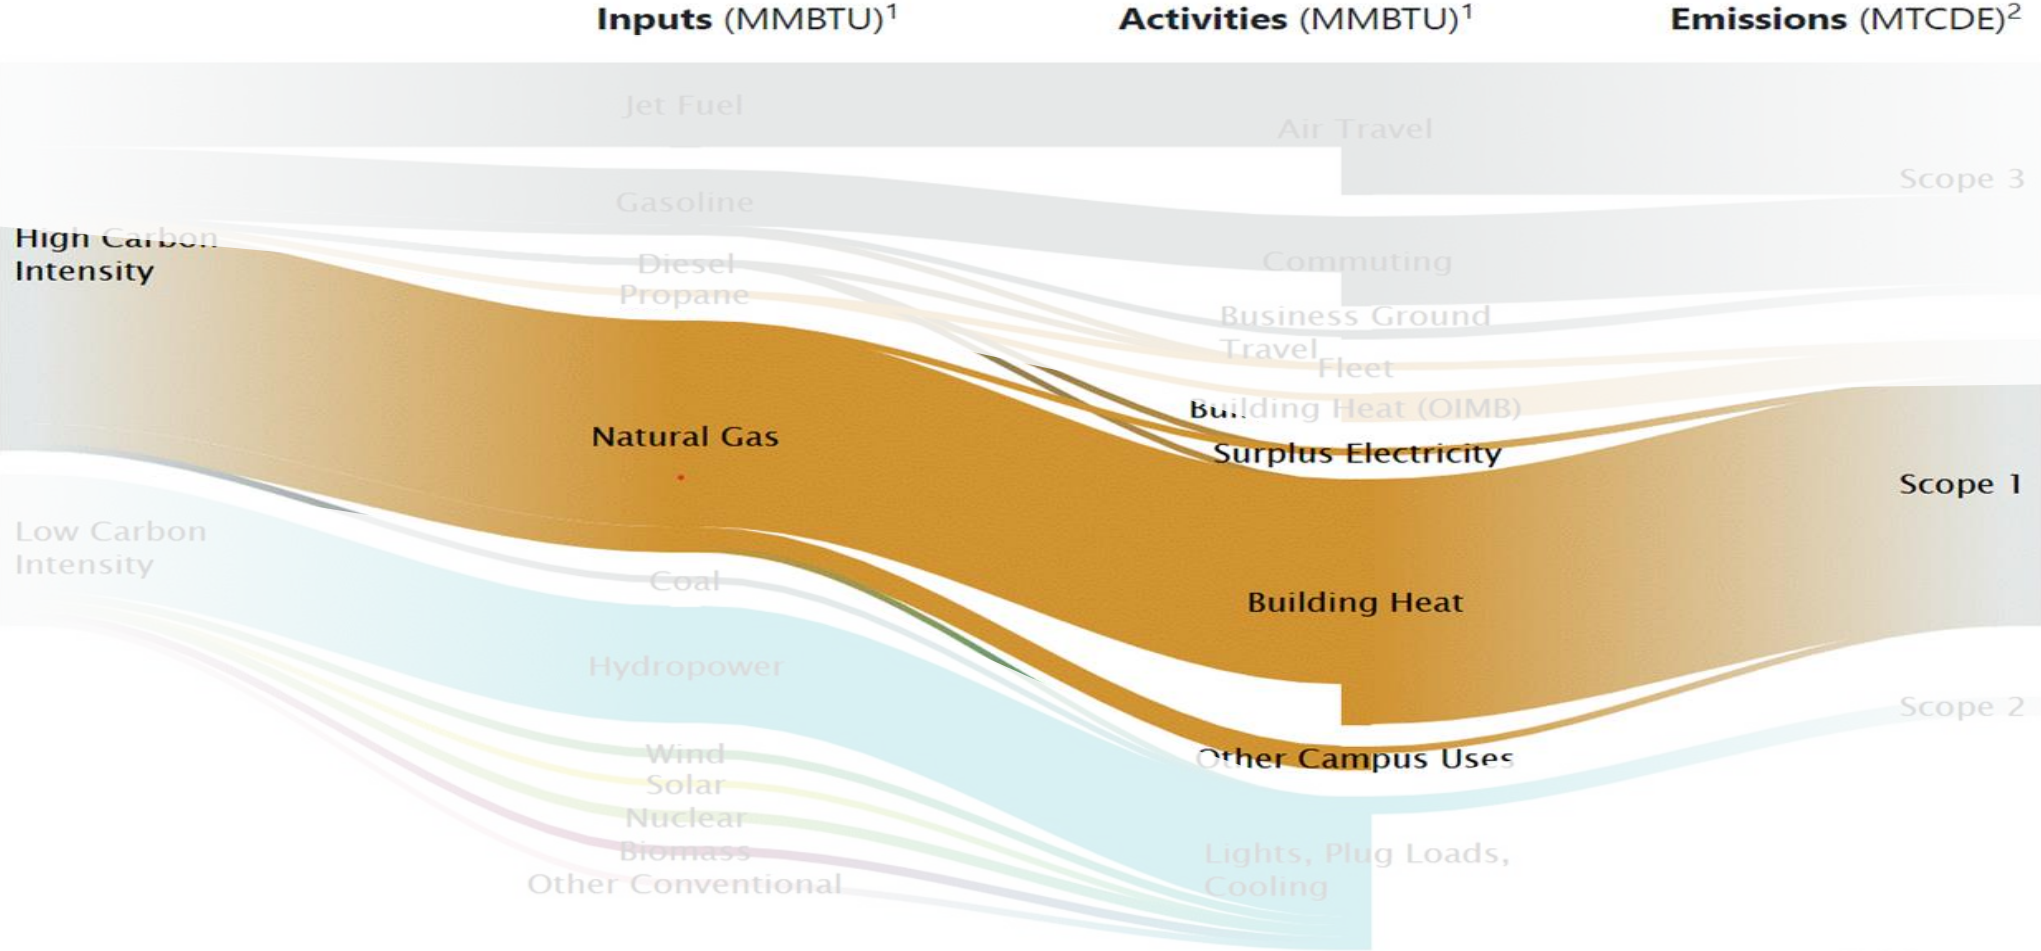 Inputs (MMBTU)¹
Activities (MMBTU)¹
Emissions (MTCDE)²
Jet Fuel
Air Travel
Scope 3
Gasoline
High Carbon
Intensity
Diesel
Commuting
Propane
Business Ground
Travel
Fleet
Building Heat (OIMB)
Natural Gas
Surplus Electricity
Scope 1
Low Carbon
Intensity
Coal
Building Heat
Hydropower
Scope 2
Wind
Other Campus Uses
Solar
Nuclear
Biomass
Lights, Plug Loads,
Cooling
Other Conventional